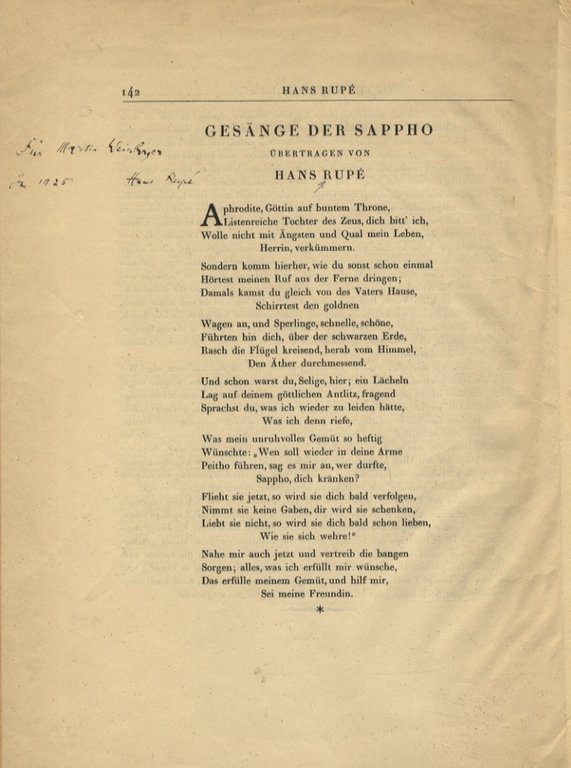 142
HANS RUPÉ
GESÄNGE DER SAPPHO
ÜBERTRAGEN VON
HANS RUPÉ
Für Martin Weinberger
1925 Hans Rupé
Aphrodite, Göttin auf buntem Throne,
Listenreiche Tochter des Zeus, dich bitt' ich,
Wolle nicht mit Ängsten und Qual mein Leben,
Herrin, verkümmern.
Sondern komm hierher, wie du sonst schon einmal
Hörtest meinen Ruf aus der Ferne dringen;
Damals kamst du gleich von des Vaters Hause,
Schirrtest den goldnen
Wagen an, und Sperlinge, schnelle, schöne,
Führten hin dich, über der schwarzen Erde,
Rasch die Flügel kreisend, herab vom Himmel,
Den Äther durchmessend.
Und schon warst du, Selige, hier; ein Lächeln
Lag auf deinem göttlichen Antlitz, fragend
Sprachst du, was ich wieder zu leiden hätte,
Was ich denn riefe,
Was mein unruhvolles Gemüt so heftig
Wünschte: „Wen soll wieder in deine Arme
Peitho führen, sag es mir an, wer durfte,
Sappho, dich kränken?
Flieht sie jetzt, so wird sie dich bald verfolgen,
Nimmt sie keine Gaben, dir wird sie schenken,
Liebt sie nicht, so wird sie dich bald schon lieben,
Wie sie sich wehre!“
Nahe mir auch jetzt und vertreib die bangen
Sorgen; alles, was ich erfüllt mir wünsche,
Das erfülle meinem Gemüt, und hilf mir,
Sei meine Freundin.
*